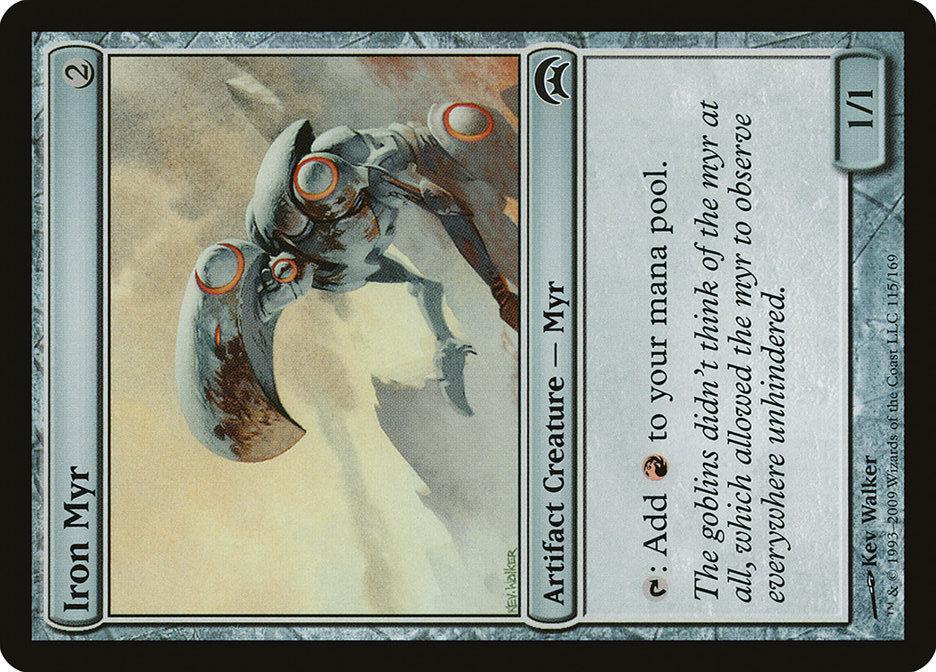 Iron Myr 2
KEV.WALKER
Artifact Creature — Myr
: Add to your mana pool.
The goblins didn't think of the myr at
all, which allowed the myr to observe
everywhere unhindered.
1/1
Kev Walker
™ & © 1993–2009 Wizards of the Coast LLC 115/169